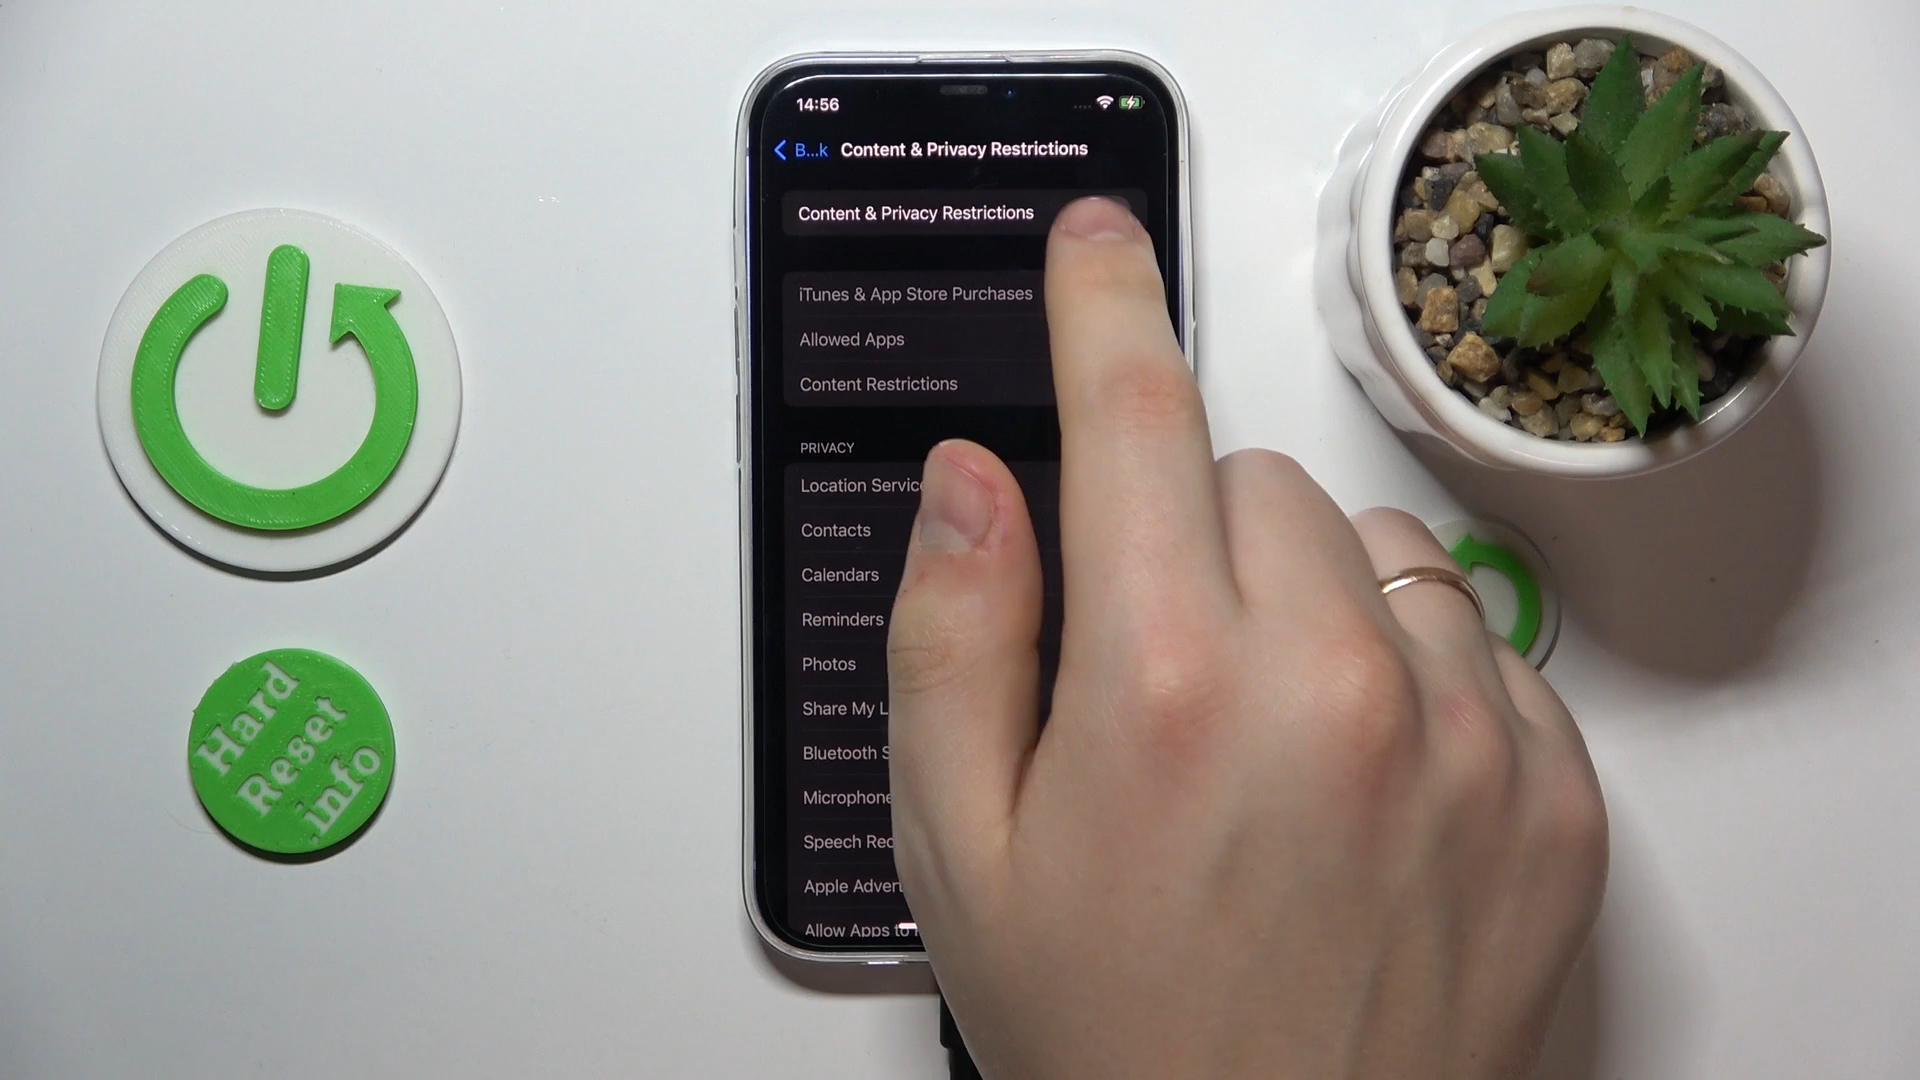 14:56
B...k Content & Privacy Restrictions
Content & Privacy Restrictions
iTunes & App Store Purchases
Allowed Apps
Content Restrictions
PRIVACY
Location Servic
Contacts
Calendars
Reminders
Photos
Share My L
Bluetooth S
Microphone
Speech Rec
Apple Advert
Allow Apps to
Hard
Reset
.info